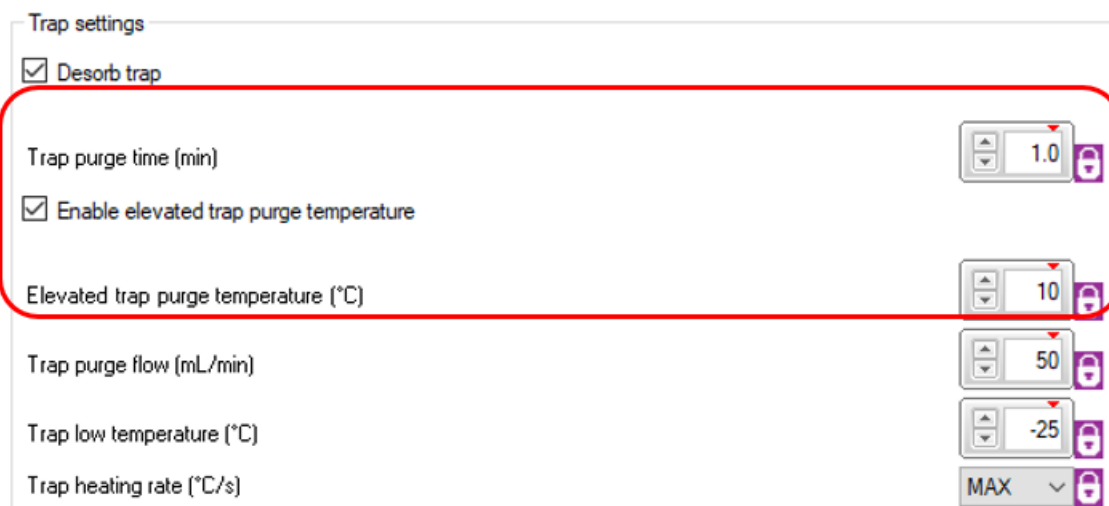 Trap settings
Desorb trap
Trap purge time (min) 1.0
Enable elevated trap purge temperature
Elevated trap purge temperature (°C) 10
Trap purge flow (mL/min) 50
Trap low temperature (°C) -25
Trap heating rate (°C/s) MAX